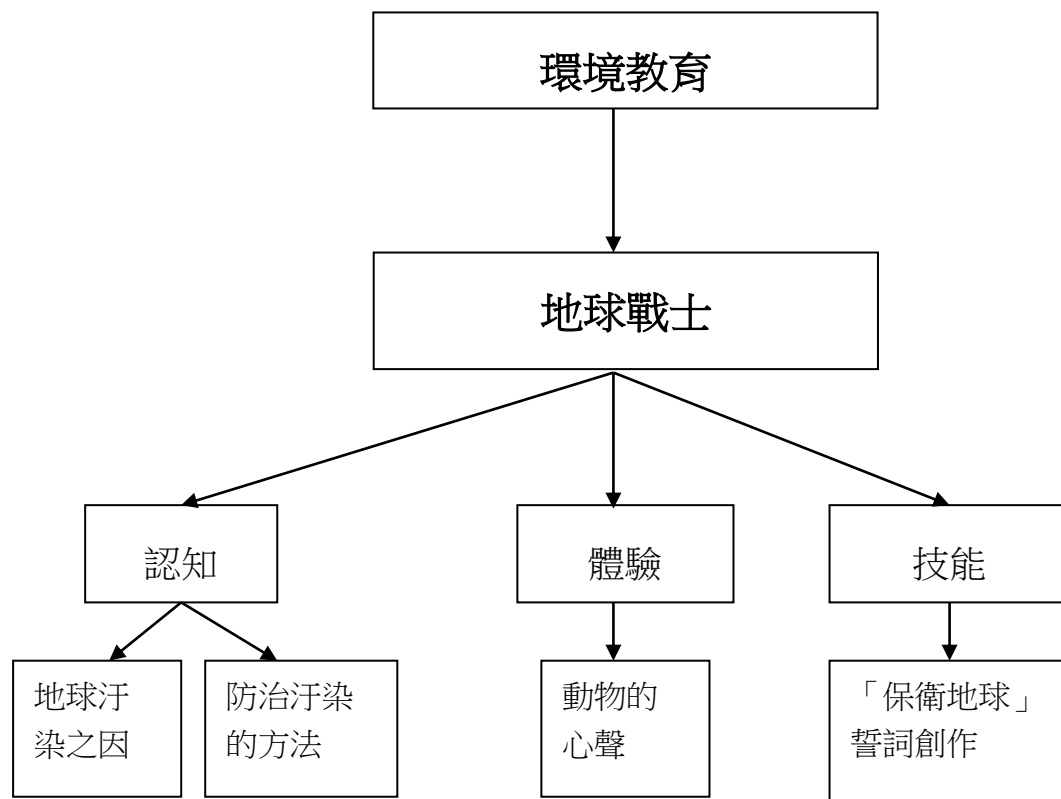 環境教育
地球戰士
認知
體驗
技能
地球汙
染之因
防治汙染
的方法
動物的
心聲
「保衛地球」
誓詞創作